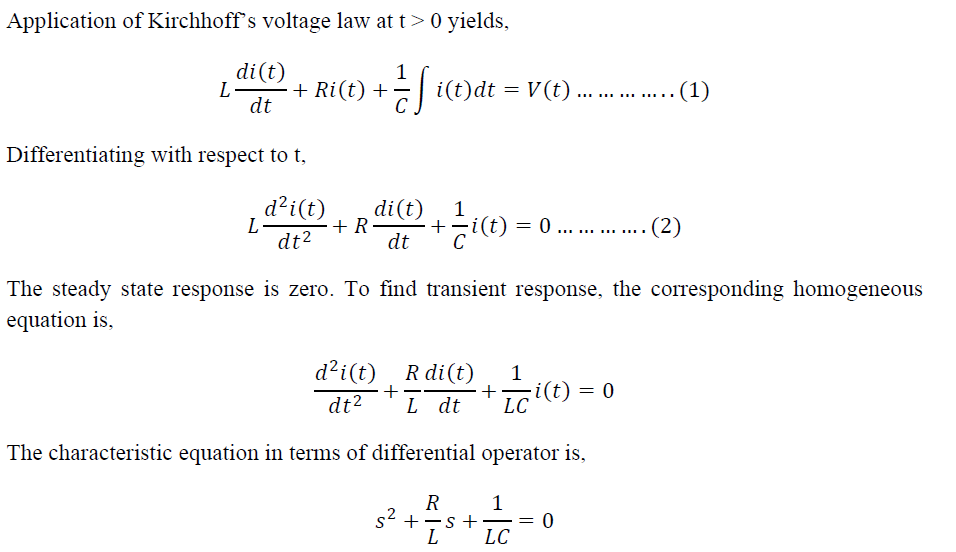 Application of Kirchhoff's voltage law at t > 0 yields,
L di(t)/dt + Ri(t) + 1/C ∫ i(t)dt = V(t) … … … … . . (1)
Differentiating with respect to t,
L d²i(t)/dt² + R di(t)/dt + 1/C i(t) = 0 … … … … . (2)
The steady state response is zero. To find transient response, the corresponding homogeneous
equation is,
d²i(t)/dt² + R/L di(t)/dt + 1/LC i(t) = 0
The characteristic equation in terms of differential operator is,
s² + R/L s + 1/LC = 0